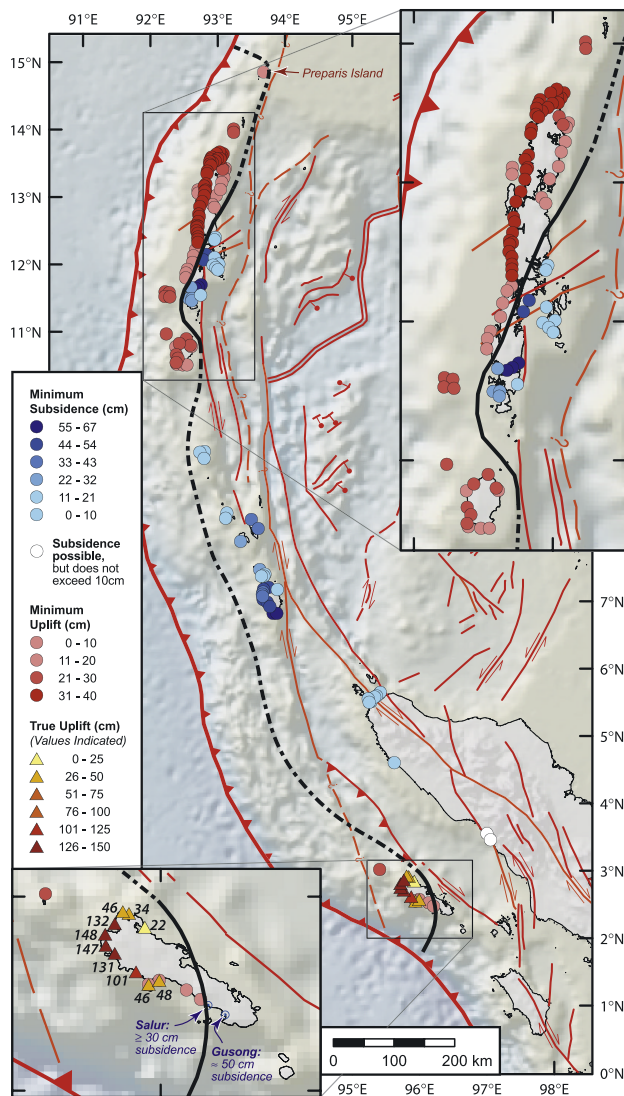 91°E
92°E
93°E
94°E
95°E
15°N
14°N
13°N
12°N
11°N
Preparis Island
?
?
?
?
?
Minimum
Subsidence (cm)
55 - 67
44 - 54
33 - 43
22 - 32
11 - 21
0 - 10
Subsidence
possible,
but does not
exceed 10cm
Minimum
Uplift (cm)
0 - 10
11 - 20
21 - 30
31 - 40
True Uplift (cm)
(Values Indicated)
0 - 25
26 - 50
51 - 75
76 - 100
101 - 125
126 - 150
7°N
6°N
5°N
4°N
3°N
2°N
1°N
0°N
46
34
132
22
148
147
131
101
46
48
Salur:
≥ 30 cm
subsidence
Gusong:
≈ 50 cm
subsidence
0
100
200 km
95°E
96°E
97°E
98°E